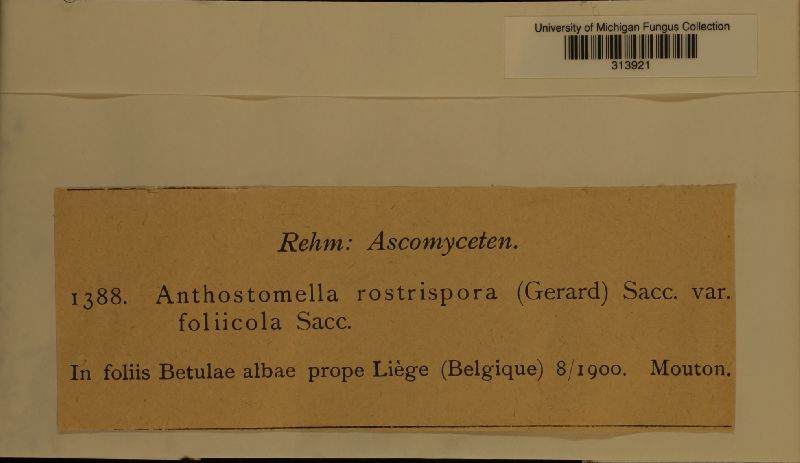 University of Michigan Fungus Collection
313921
Rehm: Ascomyceten.
1388. Anthostomella rostrispora (Gerard) Sacc. var.
foliicola Sacc.
In foliis Betulae albae prope Liège (Belgique) 8/1900. Mouton.